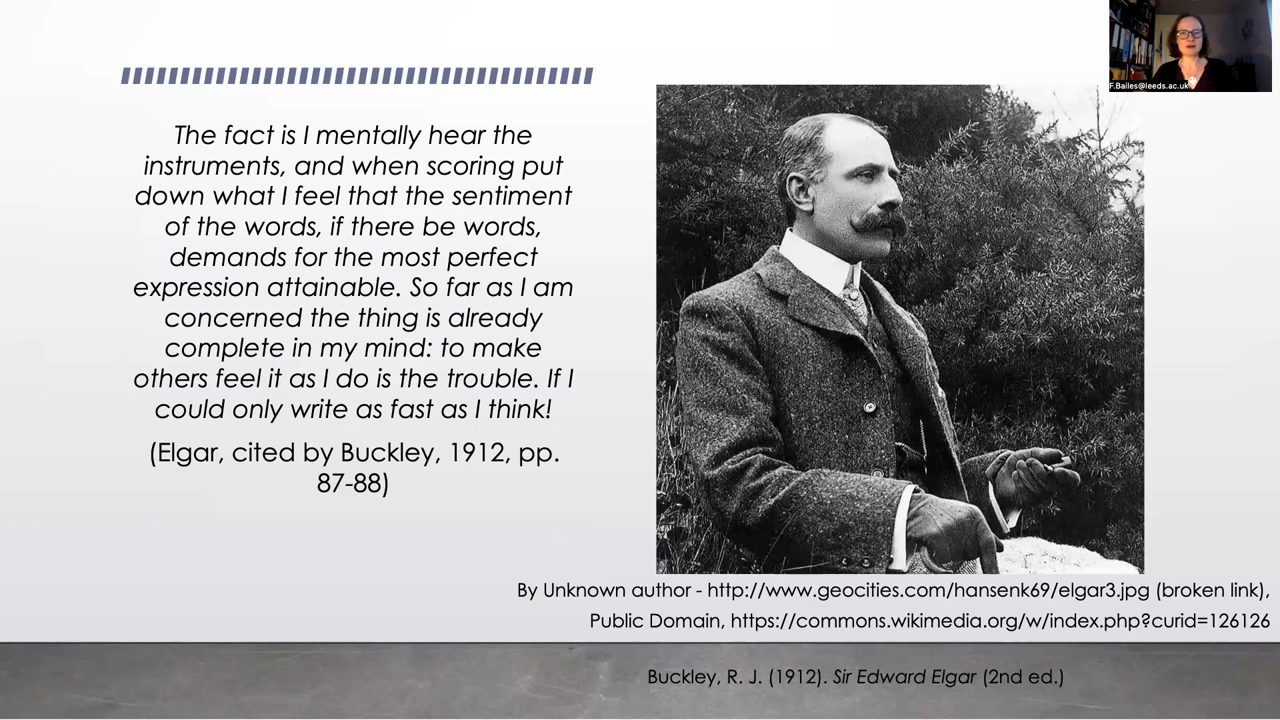 F.Bailes@leeds.ac.uk
The fact is I mentally hear the
instruments, and when scoring put
down what I feel that the sentiment
of the words, if there be words,
demands for the most perfect
expression attainable. So far as I am
concerned the thing is already
complete in my mind: to make
others feel it as I do is the trouble. If I
could only write as fast as I think!
(Elgar, cited by Buckley, 1912, pp.
87-88)
By Unknown author - http://www.geocities.com/hansenk69/elgar3.jpg (broken link),
Public Domain, https://commons.wikimedia.org/w/index.php?curid=126126
Buckley, R. J. (1912). Sir Edward Elgar (2nd ed.)